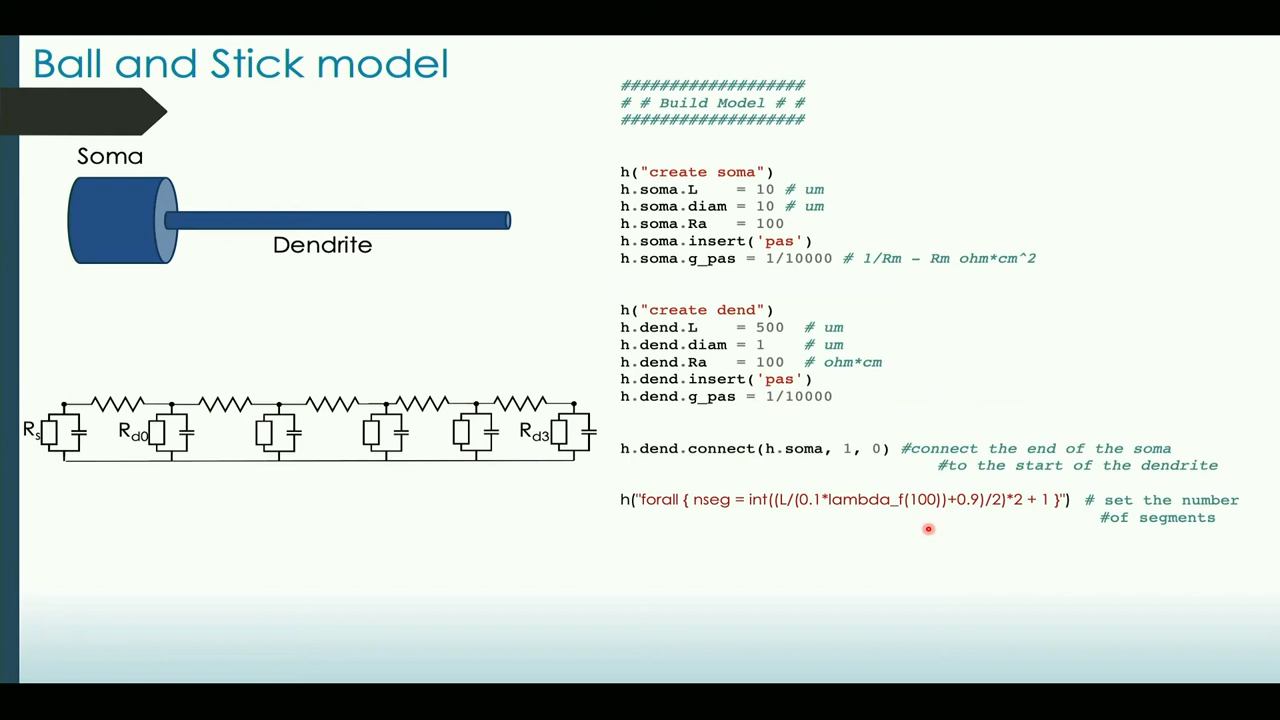 Ball and Stick model
Soma
Dendrite
Rs
Rd0
Rd3
###################
# # Build Model # #
###################
h("create soma")
h.soma.L = 10 # um
h.soma.diam = 10 # um
h.soma.Ra = 100
h.soma.insert('pas')
h.soma.g_pas = 1/10000 # 1/Rm - Rm ohm*cm^2
h("create dend")
h.dend.L = 500 # um
h.dend.diam = 1 # um
h.dend.Ra = 100 # ohm*cm
h.dend.insert('pas')
h.dend.g_pas = 1/10000
h.dend.connect(h.soma, 1, 0) #connect the end of the soma
#to the start of the dendrite
h("forall { nseg = int((L/(0.1*lambda_f(100))+0.9)/2)*2 + 1 }") # set the number
#of segments